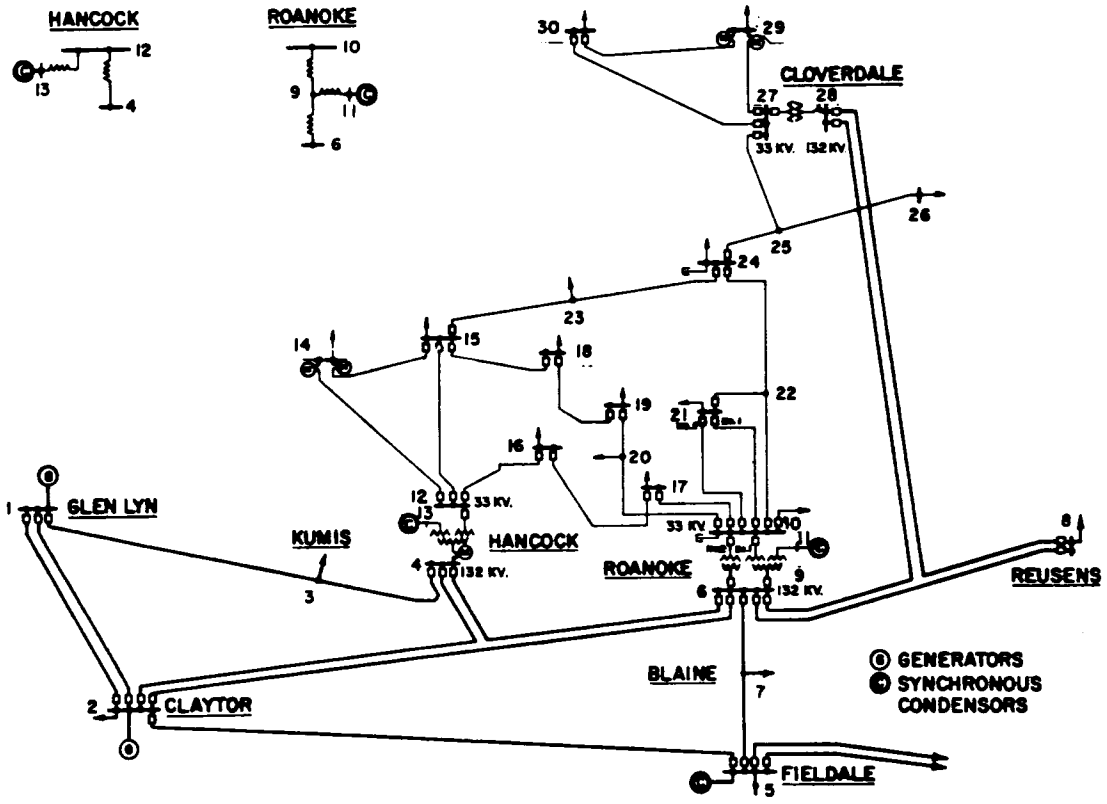 HANCOCK
ROANOKE
12
13
4
10
9
11
6
30
29
CLOVERDALE
27
28
33 KV.
132 KV.
26
25
24
23
15
14
18
19
20
21
22
16
17
1
G
GLEN LYN
12
33 KV.
13
C
HANCOCK
KUMIS
3
4
132 KV.
33 KV.
10
11
C
ROANOKE
9
6
132 KV.
8
REUSENS
BLAINE
7
2
CLAYTOR
G
G GENERATORS
C SYNCHRONOUS
CONDENSORS
C
5
FIELDALE